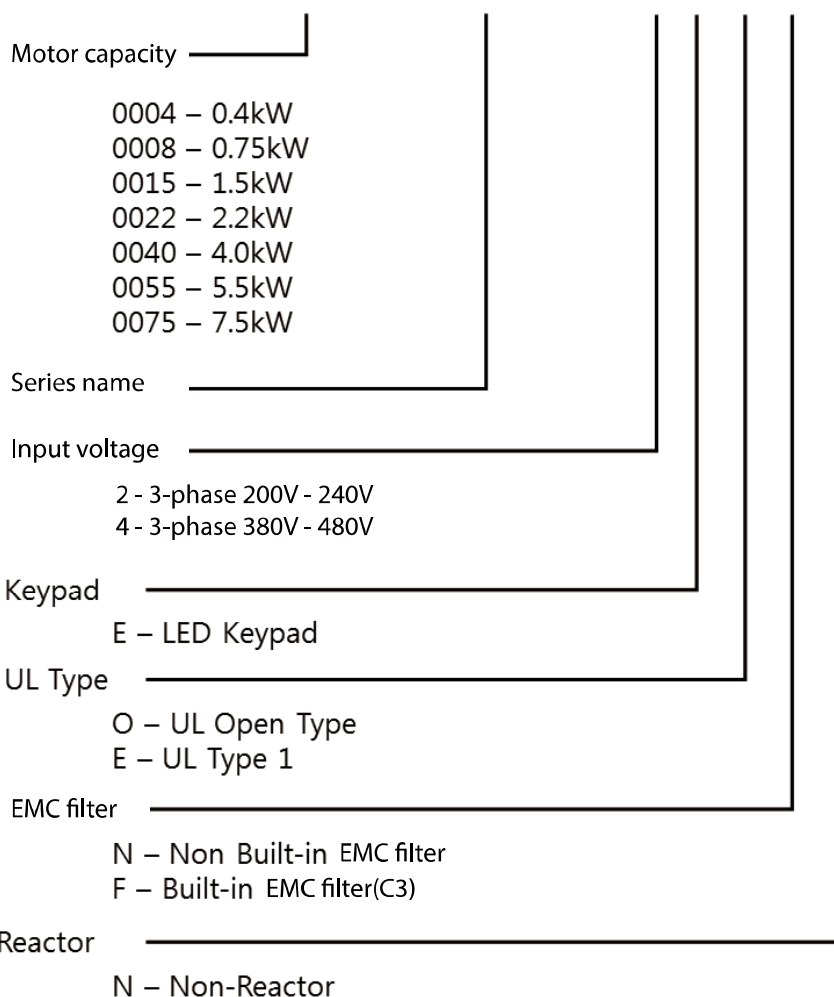 Motor capacity
0004 – 0.4kW
0008 – 0.75kW
0015 – 1.5kW
0022 – 2.2kW
0040 – 4.0kW
0055 – 5.5kW
0075 – 7.5kW
Series name
Input voltage
2 - 3-phase 200V - 240V
4 - 3-phase 380V - 480V
Keypad
E – LED Keypad
UL Type
O – UL Open Type
E – UL Type 1
EMC filter
N – Non Built-in EMC filter
F – Built-in EMC filter(C3)
Reactor
N – Non-Reactor